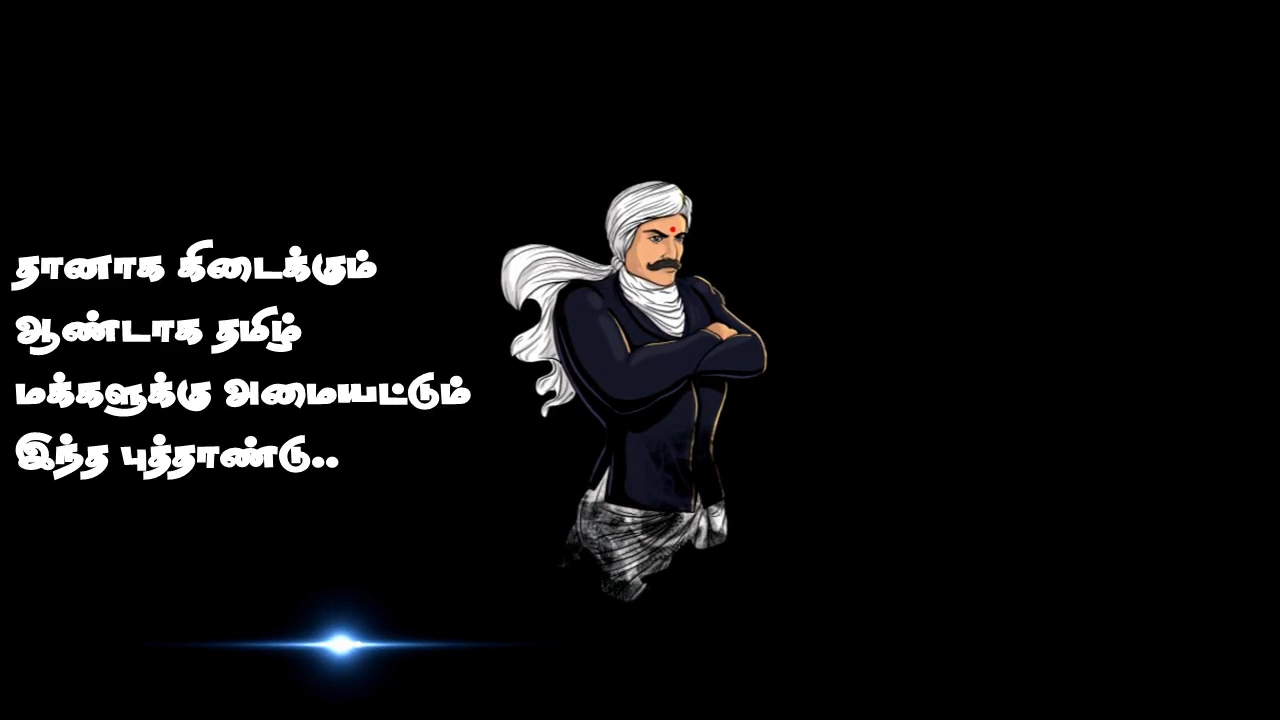 தானாக கிடைக்கும்
ஆண்டாக தமிழ்
மக்களுக்கு அமையட்டும்
இந்த புத்தாண்டு..